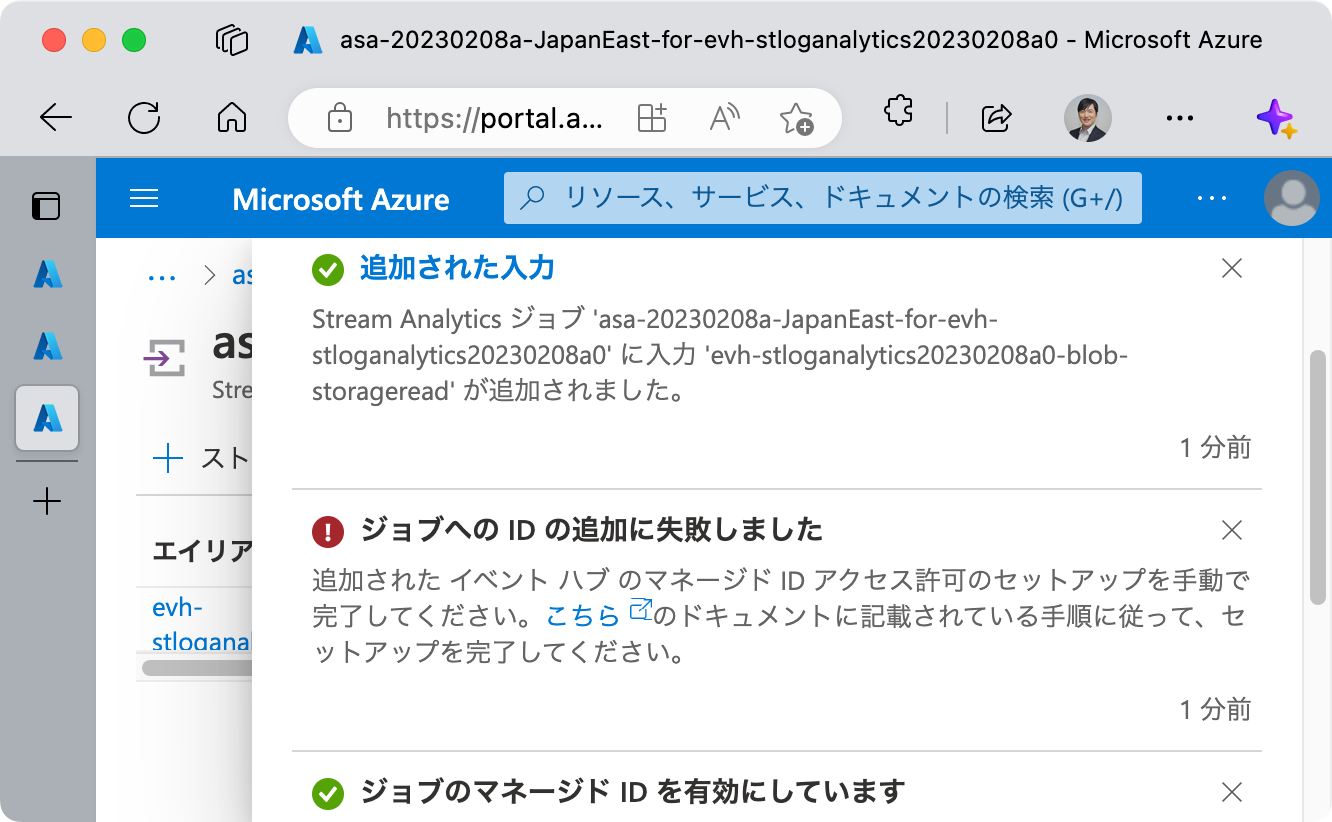 asa-20230208a-JapanEast-for-evh-stloganalytics20230208a0 - Microsoft Azure
https://portal.a...
Microsoft Azure
リソース、サービス、ドキュメントの検索 (G+/)
...
... > as
as
Stre
スト
エイリア
evh-
stloganal
追加された入力
Stream Analytics ジョブ 'asa-20230208a-JapanEast-for-evh-
stloganalytics20230208a0' に入力 'evh-stloganalytics20230208a0-blob-
storageread' が追加されました。
1 分前
ジョブへの ID の追加に失敗しました
追加された イベント ハブ のマネージド ID アクセス許可のセットアップを手動で
完了してください。こちら のドキュメントに記載されている手順に従って、セ
ットアップを完了してください。
1 分前
ジョブのマネージド ID を有効にしています